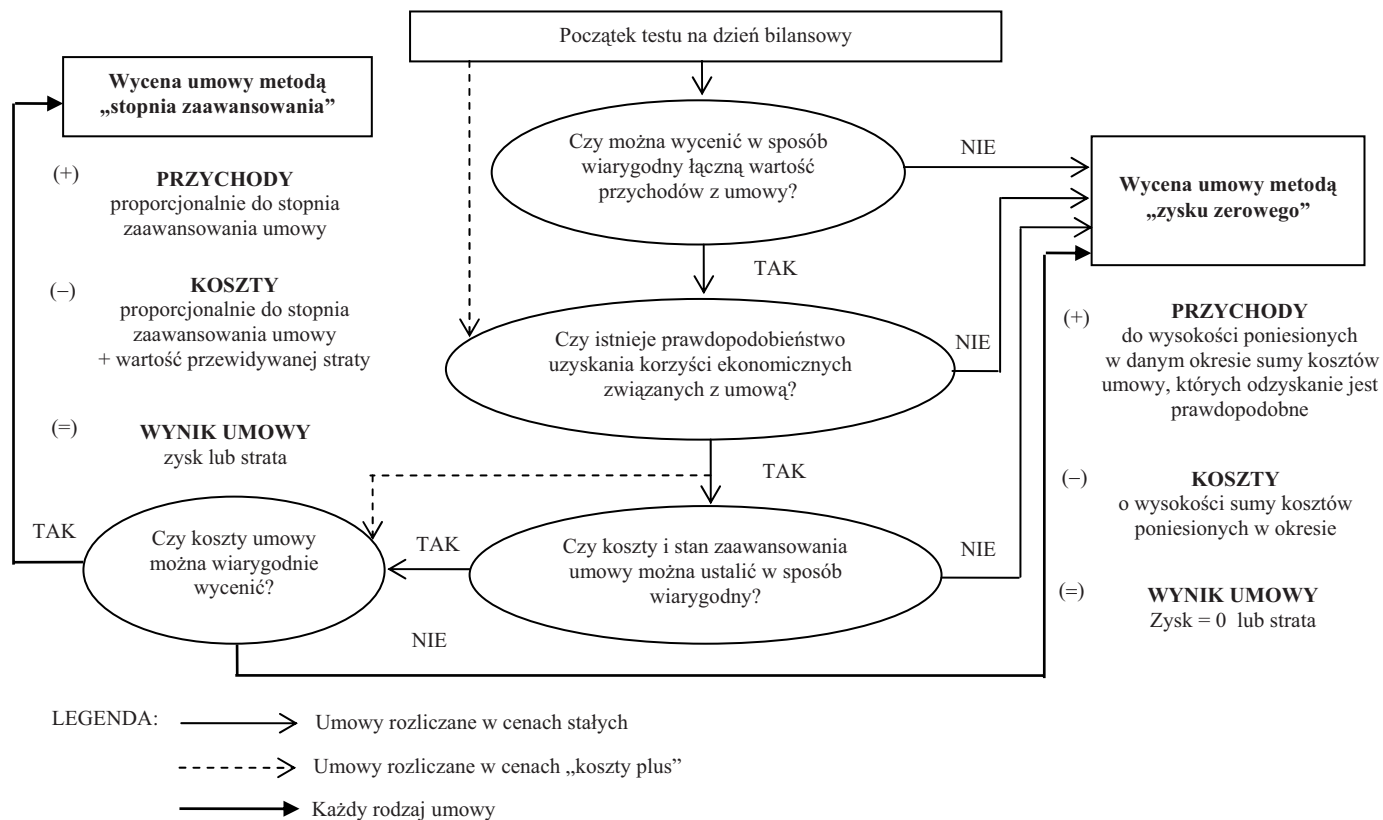 Początek testu na dzień bilansowy
Wycena umowy metodą
„stopnia zaawansowania”
(+) PRZYCHODY
proporcjonalnie do stopnia
zaawansowania umowy
(–) KOSZTY
proporcjonalnie do stopnia
zaawansowania umowy
+ wartość przewidywanej straty
(=) WYNIK UMOWY
zysk lub strata
Czy można wycenić w sposób
wiarygodny łączną wartość
przychodów z umowy?
NIE
TAK
Czy istnieje prawdopodobieństwo
uzyskania korzyści ekonomicznych
związanych z umową?
NIE
TAK
Czy koszty i stan zaawansowania
umowy można ustalić w sposób
wiarygodny?
NIE
TAK
Czy koszty umowy
można wiarygodnie
wycenić?
TAK
NIE
Wycena umowy metodą
„zysku zerowego”
(+) PRZYCHODY
do wysokości poniesionych
w danym okresie sumy kosztów
umowy, których odzyskanie jest
prawdopodobne
(–) KOSZTY
o wysokości sumy kosztów
poniesionych w okresie
(=) WYNIK UMOWY
Zysk = 0 lub strata
LEGENDA:
Umowy rozliczane w cenach stałych
Umowy rozliczane w cenach „koszty plus”
Każdy rodzaj umowy